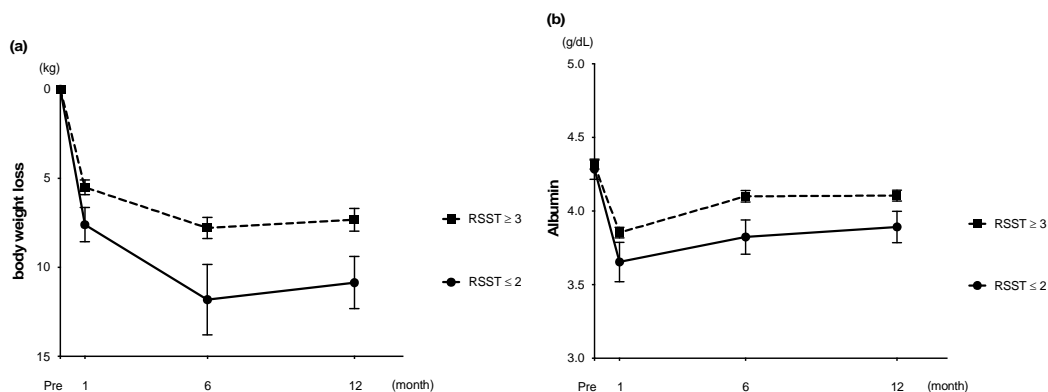 (a)
(kg)
0
5
10
15
body weight loss
Pre 1 6 12 (month)
RSST ≥ 3
RSST ≤ 2
(b)
(g/dL)
5.0
4.5
4.0
3.5
3.0
Albumin
Pre 1 6 12 (month)
RSST ≥ 3
RSST ≤ 2